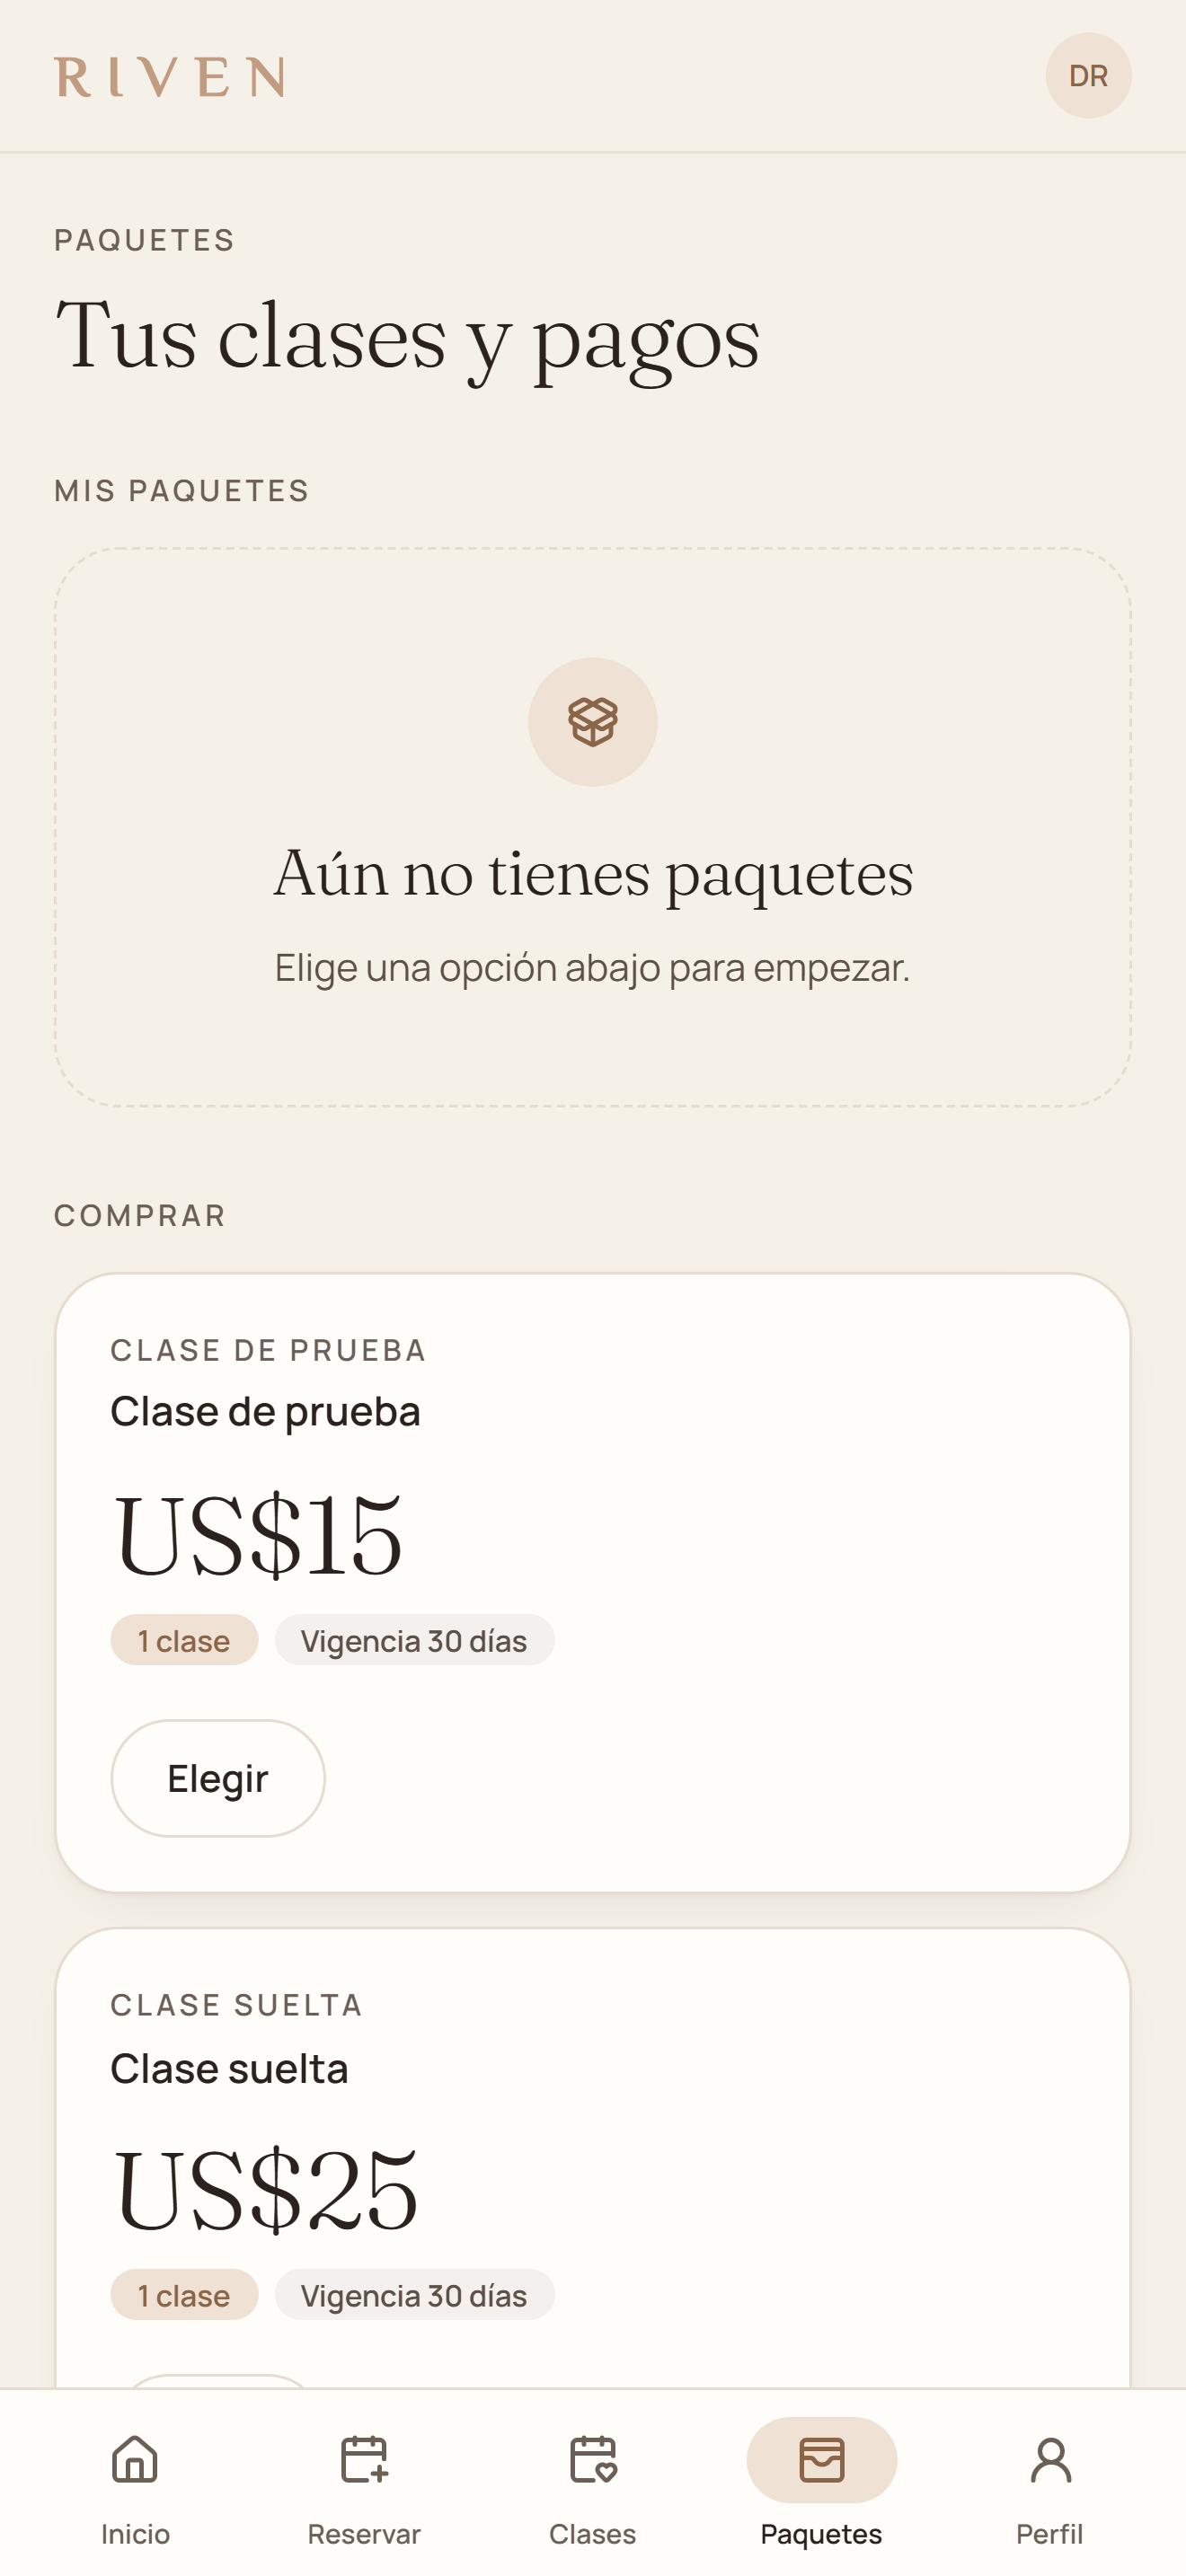 RIVEN
DR
PAQUETES
Tus clases y pagos
MIS PAQUETES
Aún no tienes paquetes
Elige una opción abajo para empezar.
COMPRAR
CLASE DE PRUEBA
Clase de prueba
US$15
1 clase
Vigencia 30 días
Elegir
CLASE SUELTA
Clase suelta
US$25
1 clase
Vigencia 30 días
Inicio
Reservar
Clases
Paquetes
Perfil